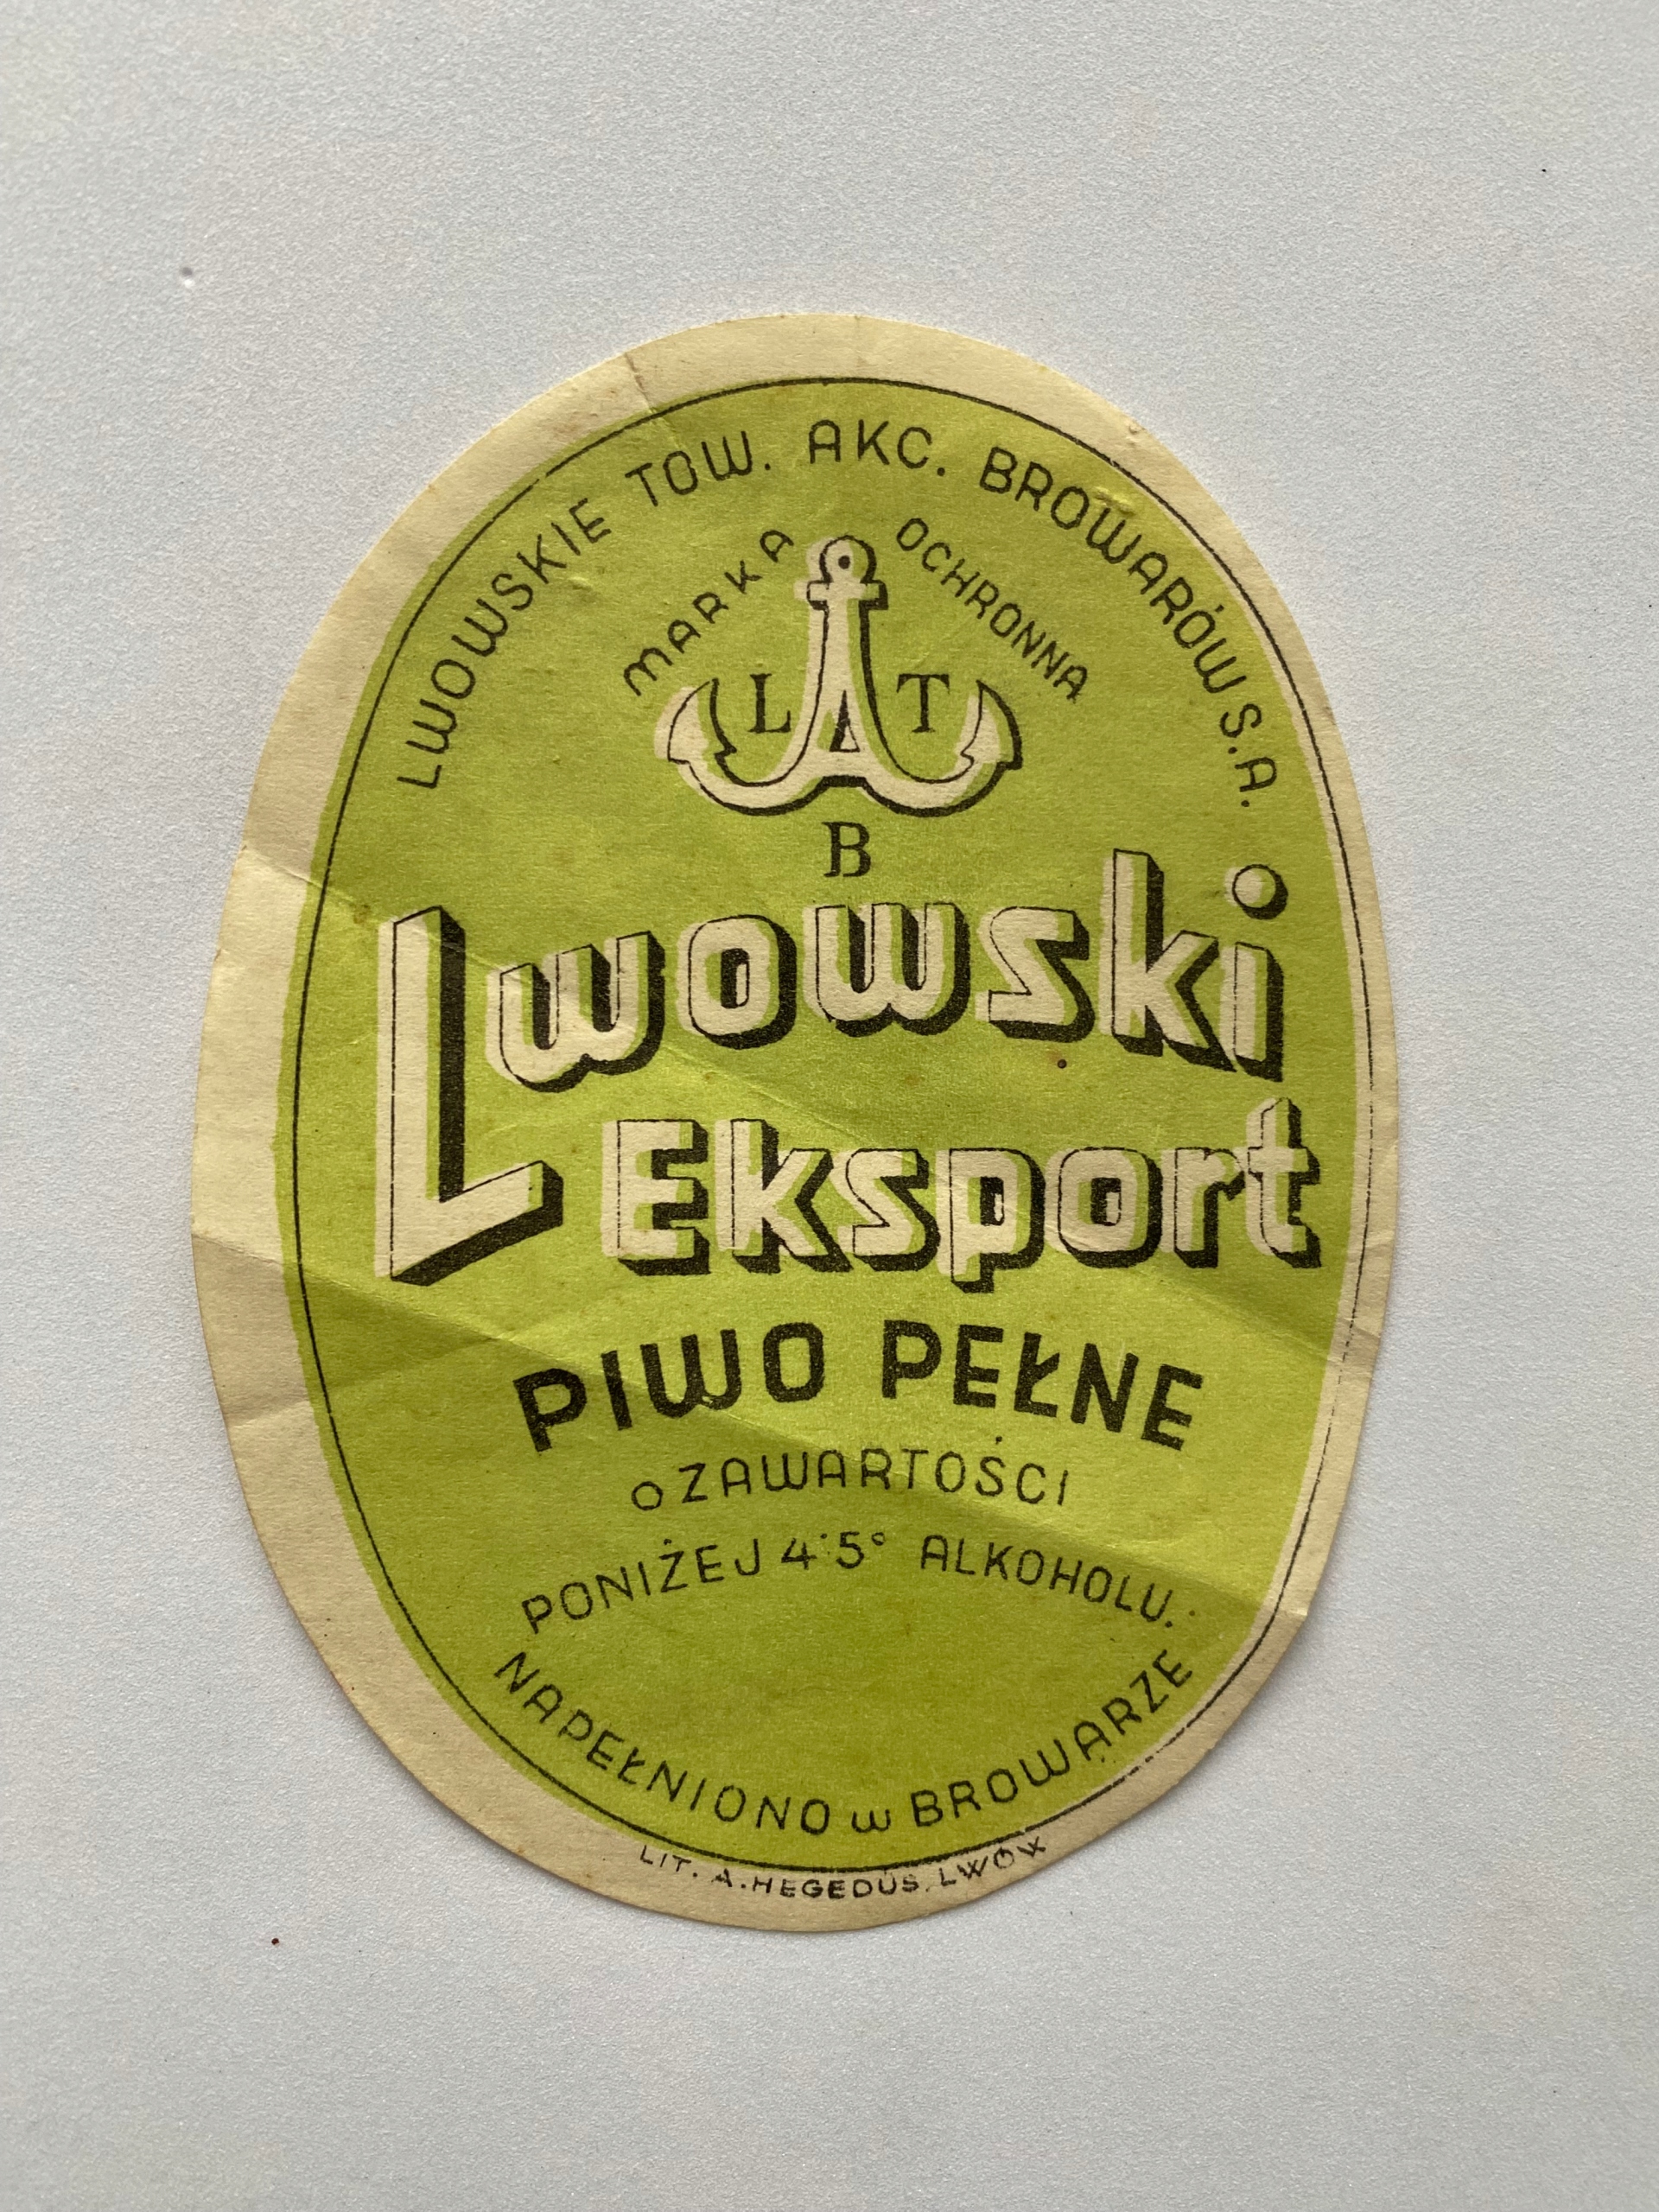 LWOWSKIE TOW. AKC. BROWARÓW S.A.
MARKA OCHRONNA
L A T
B
Lwowski
Eksport
PIWO PEŁNE
o ZAWARTOŚCI
PONIŻEJ 4·5° ALKOHOLU.
NAPEŁNIONO w BROWARZE
LIT. A. HEGEDÜS, LWÓW